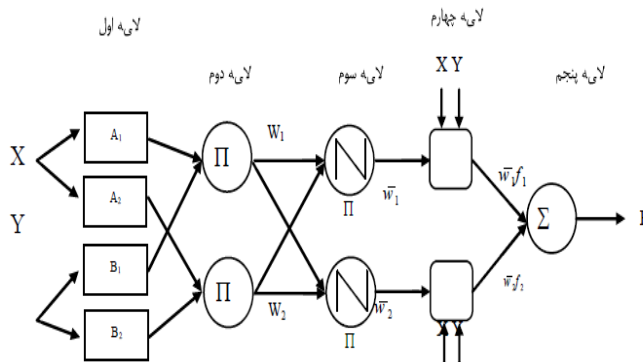 لایه اول
لایه دوم
لایه سوم
لایه چهارم
لایه پنجم
X
Y
A₁
A₂
B₁
B₂
Π
Π
W₁
W₂
N
Π
N
Π
w̄₁
w̄₂
X Y
X Y
w̄₁f₁
w̄₂f₂
Σ